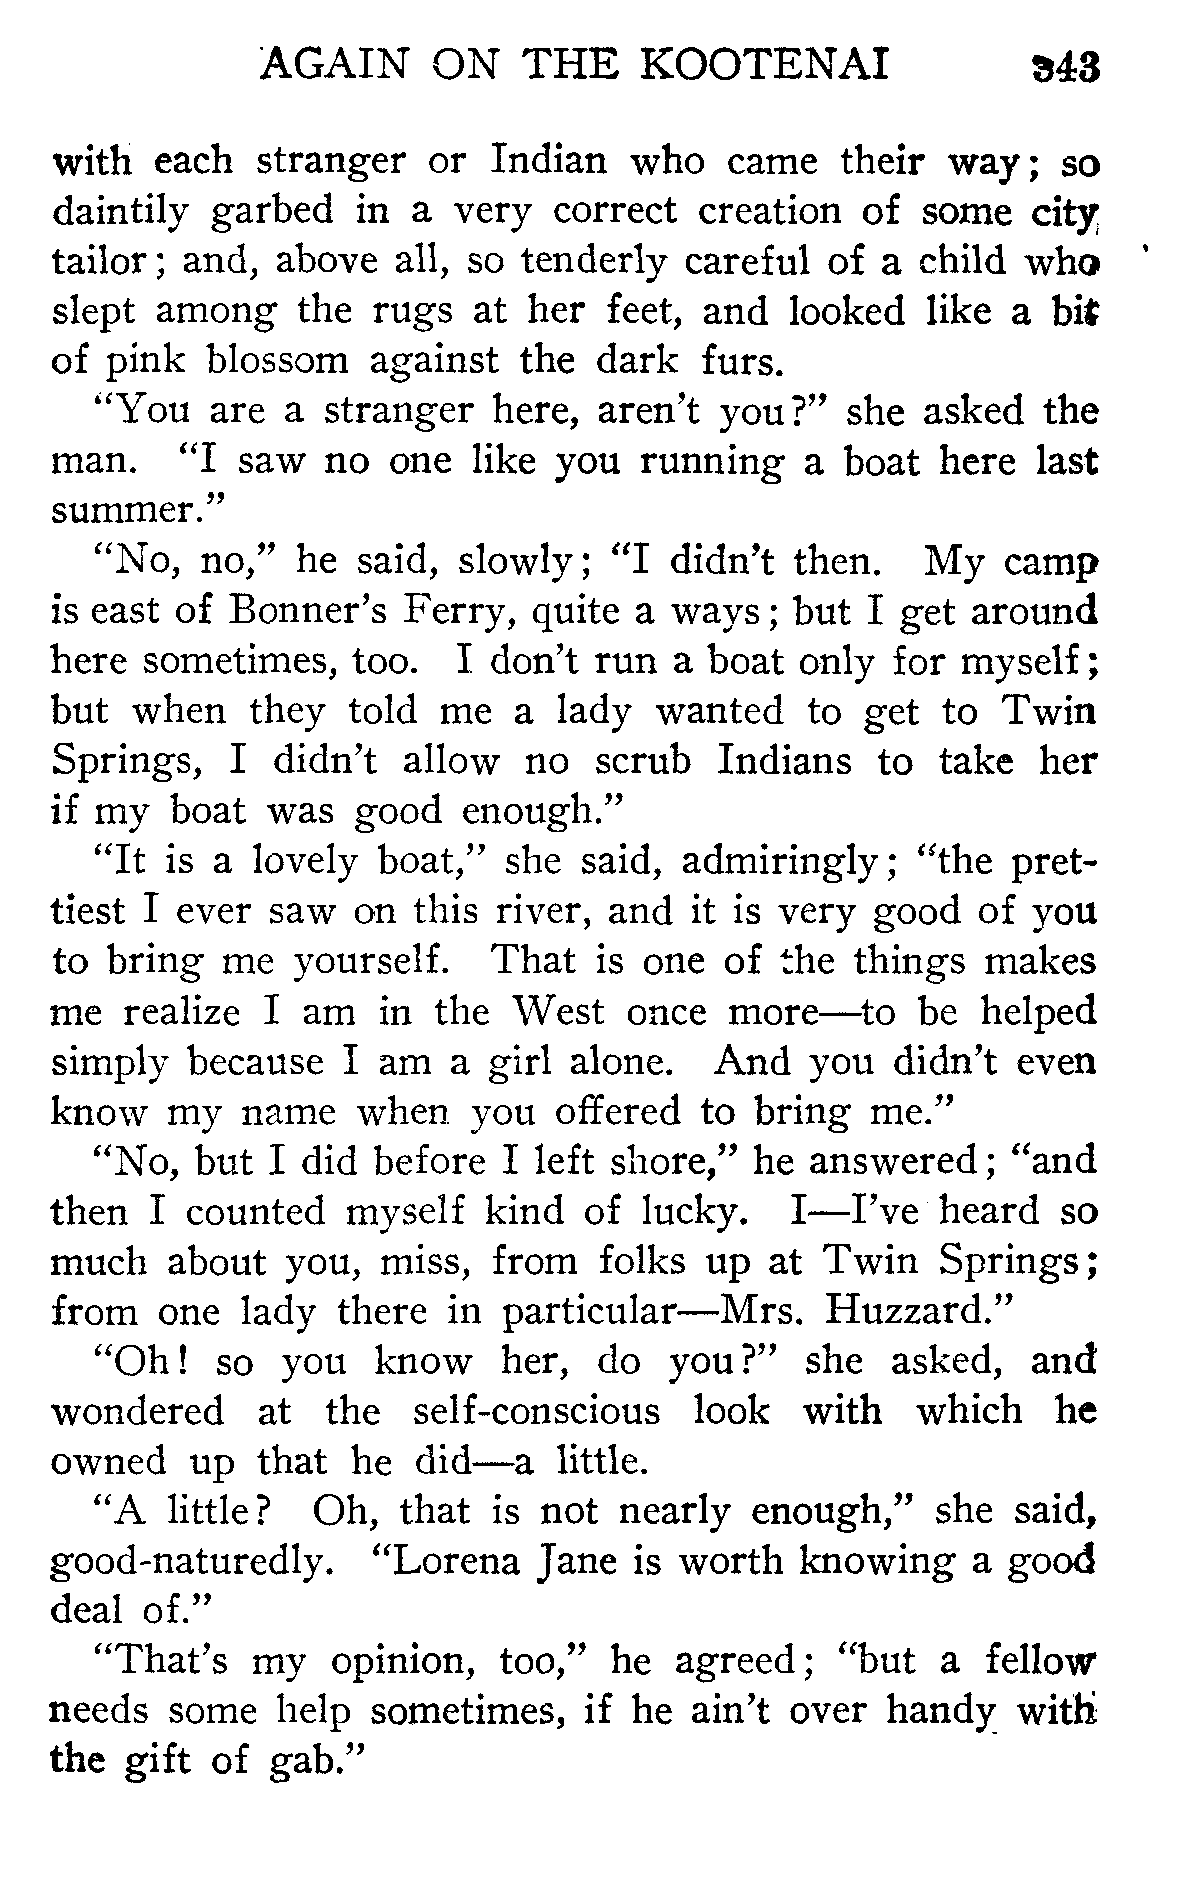 AGAIN ON THE KOOTENAI 343
with each stranger or Indian who came their way; so
daintily garbed in a very correct creation of some city
tailor; and, above all, so tenderly careful of a child who
slept among the rugs at her feet, and looked like a bit
of pink blossom against the dark furs.
“You are a stranger here, aren’t you?” she asked the
man. “I saw no one like you running a boat here last
summer.”
“No, no,” he said, slowly; “I didn’t then. My camp
is east of Bonner’s Ferry, quite a ways; but I get around
here sometimes, too. I don’t run a boat only for myself;
but when they told me a lady wanted to get to Twin
Springs, I didn’t allow no scrub Indians to take her
if my boat was good enough.”
“It is a lovely boat,” she said, admiringly; “the pret-
tiest I ever saw on this river, and it is very good of you
to bring me yourself. That is one of the things makes
me realize I am in the West once more—to be helped
simply because I am a girl alone. And you didn’t even
know my name when you offered to bring me.”
“No, but I did before I left shore,” he answered; “and
then I counted myself kind of lucky. I—I’ve heard so
much about you, miss, from folks up at Twin Springs;
from one lady there in particular—Mrs. Huzzard.”
“Oh! so you know her, do you?” she asked, and
wondered at the self-conscious look with which he
owned up that he did—a little.
“A little? Oh, that is not nearly enough,” she said,
good-naturedly. “Lorena Jane is worth knowing a good
deal of.”
“That’s my opinion, too,” he agreed; “but a fellow
needs some help sometimes, if he ain’t over handy with
the gift of gab.”